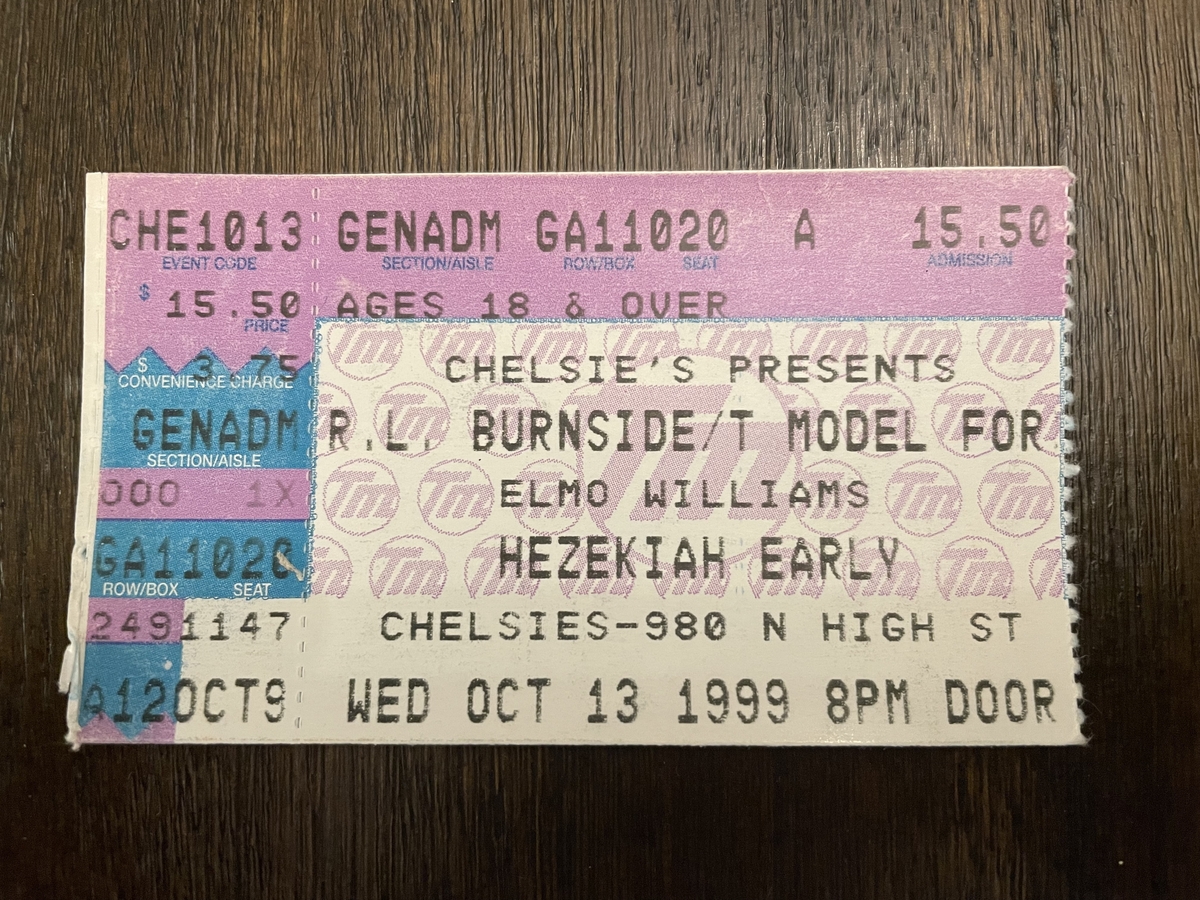 CHE1013 GENADM GA11020 A 15.50
EVENT CODE SECTION/AISLE ROW/BOX SEAT ADMISSION
$ 15.50 AGES 18 & OVER
PRICE
$ 3.75 CHELSIE'S PRESENTS
CONVENIENCE CHARGE
GENADM R.L. BURNSIDE/T MODEL FOR
SECTION/AISLE
000 1X ELMO WILLIAMS
GA11020 HEZEKIAH EARLY
ROW/BOX SEAT
2491147 CHELSIES-980 N HIGH ST
A12OCT9 WED OCT 13 1999 8PM DOOR